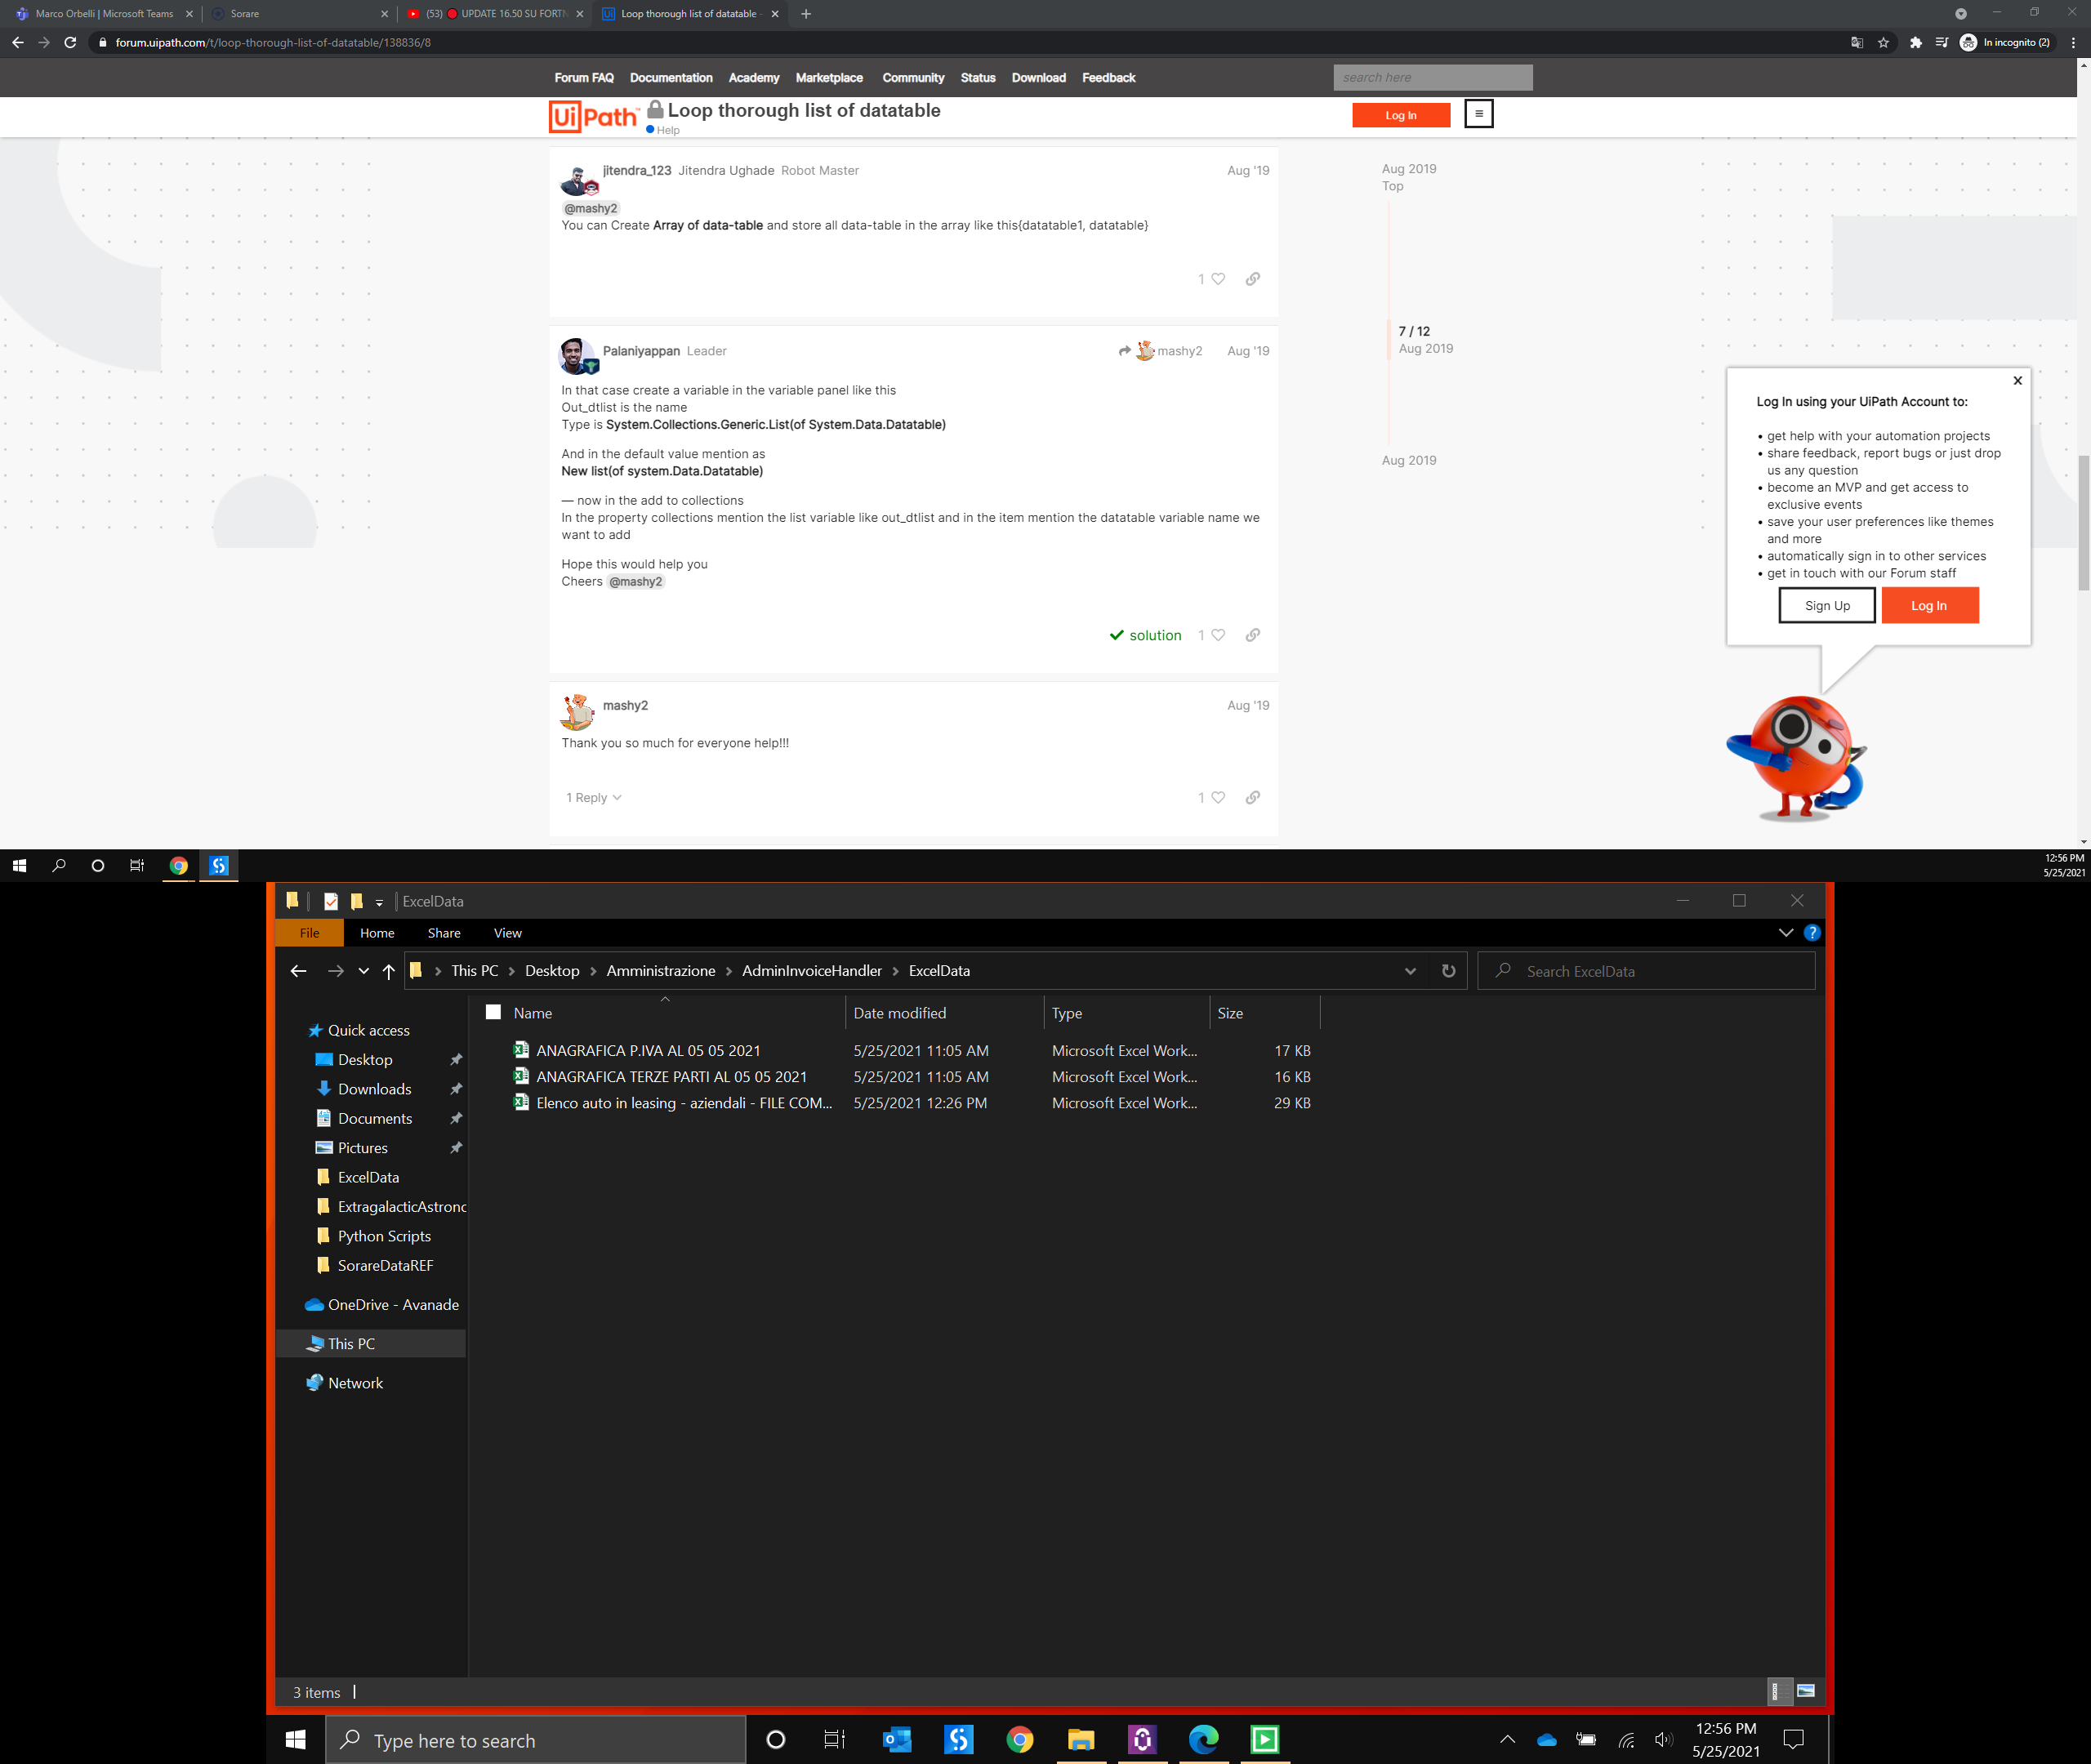 Marco Orbelli | Microsoft Teams
Sorare
(53) 🔴 UPDATE 16.50 SU FORTN
Loop thorough list of datatable -
forum.uipath.com/t/loop-thorough-list-of-datatable/138836/8
In incognito (2)
Forum FAQ Documentation Academy Marketplace Community Status Download Feedback
search here
UiPath™
Loop thorough list of datatable
Help
Log In
jitendra_123 Jitendra Ughade Robot Master
Aug '19
@mashy2
You can Create Array of data-table and store all data-table in the array like this{datatable1, datatable}
1
Aug 2019
Top
7 / 12
Aug 2019
Aug 2019
Palaniyappan Leader
mashy2
Aug '19
In that case create a variable in the variable panel like this
Out_dtlist is the name
Type is System.Collections.Generic.List(of System.Data.Datatable)
And in the default value mention as
New list(of system.Data.Datatable)
— now in the add to collections
In the property collections mention the list variable like out_dtlist and in the item mention the datatable variable name we
want to add
Hope this would help you
Cheers @mashy2
solution 1
mashy2
Aug '19
Thank you so much for everyone help!!!
1 Reply
1
X
Log In using your UiPath Account to:
• get help with your automation projects
• share feedback, report bugs or just drop
us any question
• become an MVP and get access to
exclusive events
• save your user preferences like themes
and more
• automatically sign in to other services
• get in touch with our Forum staff
Sign Up
Log In
12:56 PM
5/25/2021
ExcelData
File Home Share View
This PC > Desktop > Amministrazione > AdminInvoiceHandler > ExcelData
Search ExcelData
Name Date modified Type Size
ANAGRAFICA P.IVA AL 05 05 2021 5/25/2021 11:05 AM Microsoft Excel Work... 17 KB
ANAGRAFICA TERZE PARTI AL 05 05 2021 5/25/2021 11:05 AM Microsoft Excel Work... 16 KB
Elenco auto in leasing - aziendali - FILE COM... 5/25/2021 12:26 PM Microsoft Excel Work... 29 KB
Quick access
Desktop
Downloads
Documents
Pictures
ExcelData
ExtragalacticAstronc
Python Scripts
SorareDataREF
OneDrive - Avanade
This PC
Network
3 items
Type here to search
12:56 PM
5/25/2021